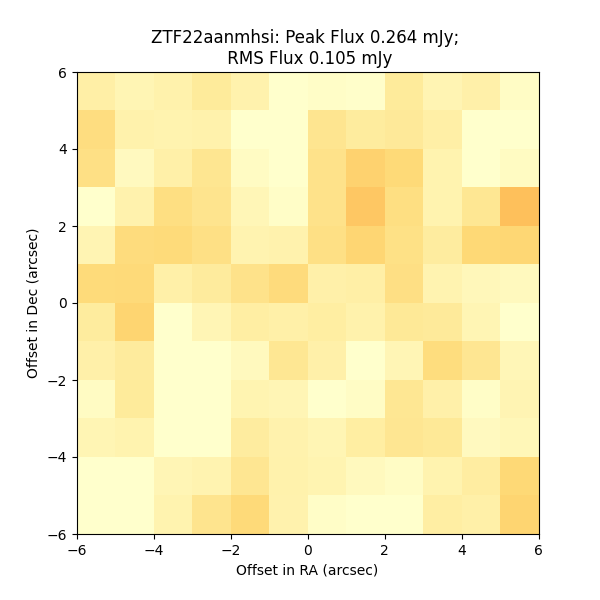 ZTF22aanmhsi: Peak Flux 0.264 mJy;
RMS Flux 0.105 mJy
6
4
2
0
−2
−4
−6
Offset in Dec (arcsec)
−6 −4 −2 0 2 4 6
Offset in RA (arcsec)